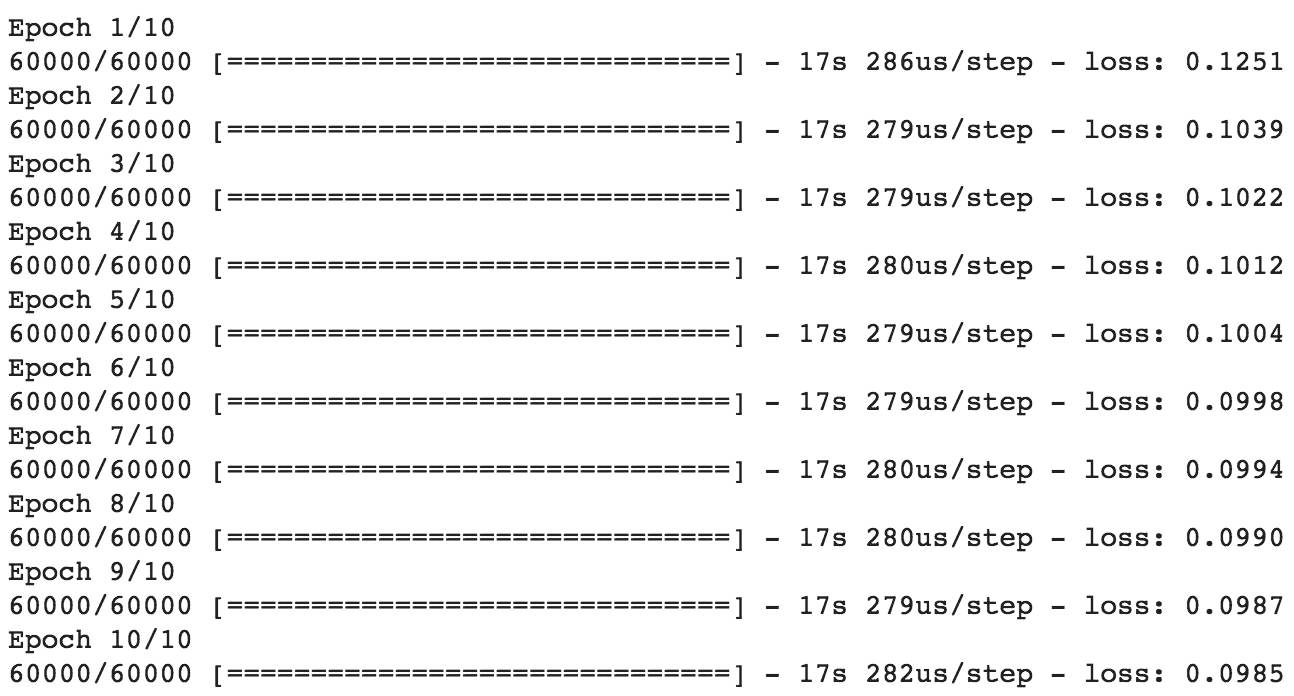 Epoch 1/10
60000/60000 [==============================] - 17s 286us/step - loss: 0.1251
Epoch 2/10
60000/60000 [==============================] - 17s 279us/step - loss: 0.1039
Epoch 3/10
60000/60000 [==============================] - 17s 279us/step - loss: 0.1022
Epoch 4/10
60000/60000 [==============================] - 17s 280us/step - loss: 0.1012
Epoch 5/10
60000/60000 [==============================] - 17s 279us/step - loss: 0.1004
Epoch 6/10
60000/60000 [==============================] - 17s 279us/step - loss: 0.0998
Epoch 7/10
60000/60000 [==============================] - 17s 280us/step - loss: 0.0994
Epoch 8/10
60000/60000 [==============================] - 17s 280us/step - loss: 0.0990
Epoch 9/10
60000/60000 [==============================] - 17s 279us/step - loss: 0.0987
Epoch 10/10
60000/60000 [==============================] - 17s 282us/step - loss: 0.0985